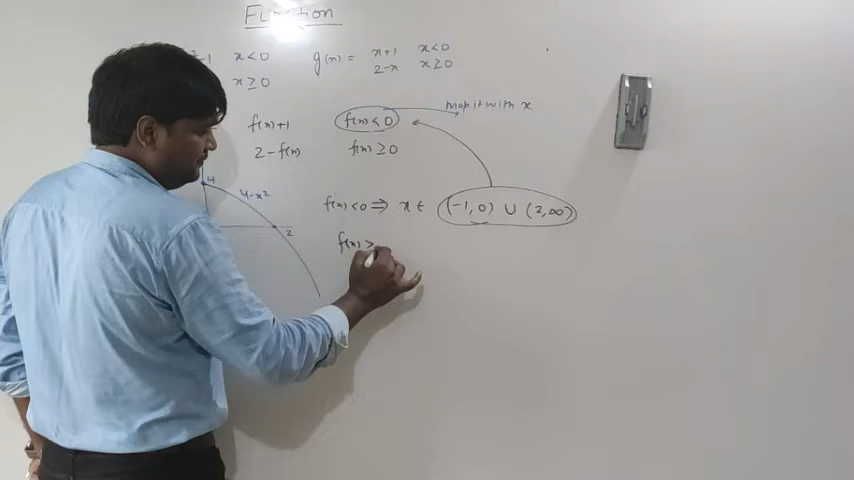 Function
-1 x<0 g(x) = x+1 x<0
x≥0 2-x x≥0
map it with x
f(x)+1 f(x)<0
2-f(x) f(x)≥0
4 4-x²
f(x)<0 ⇒ x ∈ (-1,0) ∪ (2,∞)
2
f(x) >